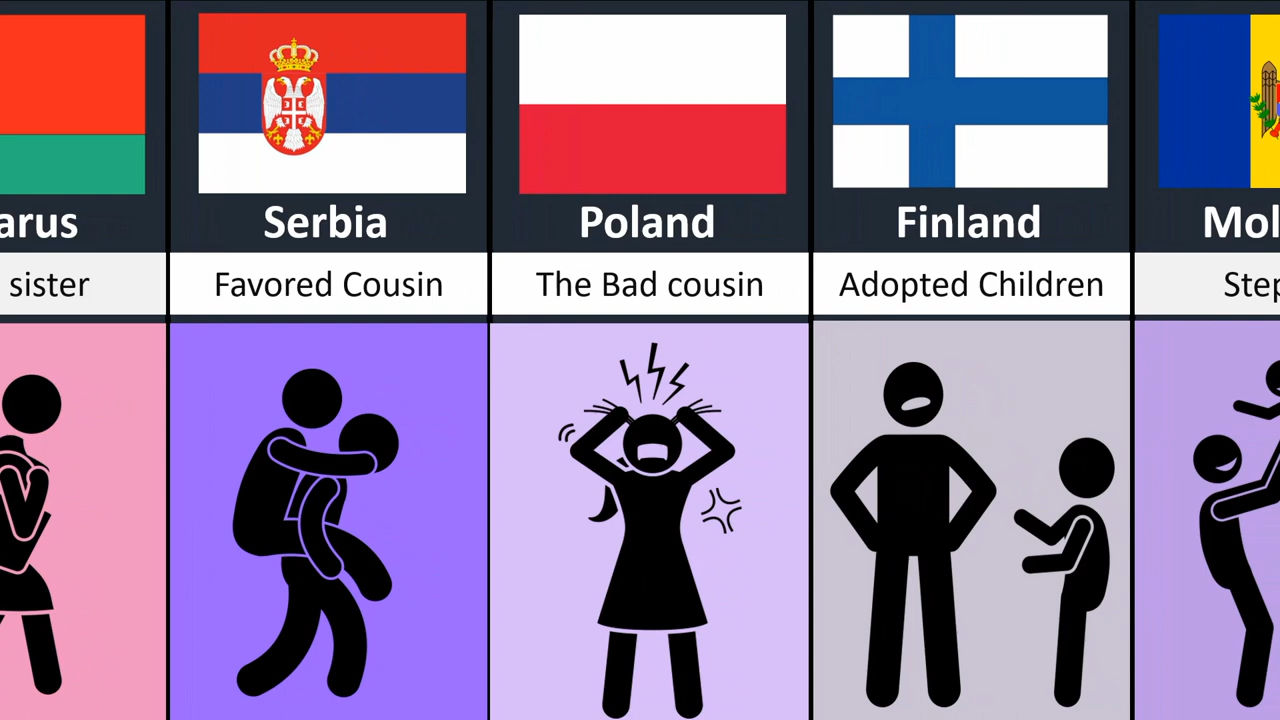 arus
Serbia
Poland
Finland
Mol
sister
Favored Cousin
The Bad cousin
Adopted Children
Step